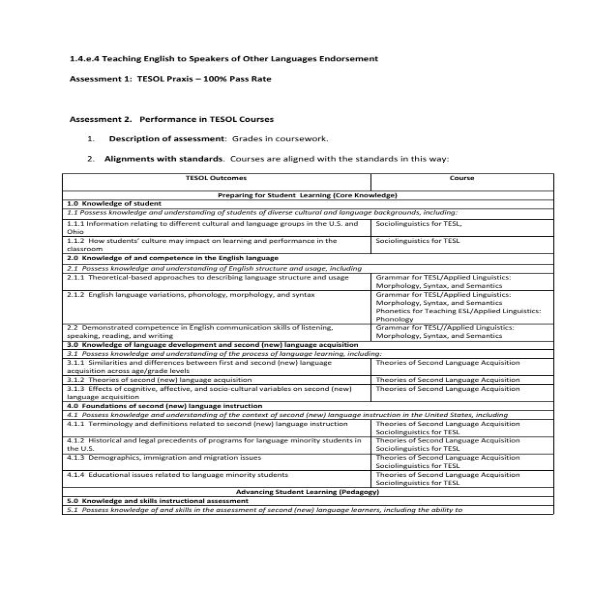 1.4.e.4 Teaching English to Speakers of Other Languages Endorsement
Assessment 1:  TESOL Praxis – 100% Pass Rate
Assessment 2.   Performance in TESOL Courses
1.    Description of assessment:  Grades in coursework.
2.   Alignments with standards.  Courses are aligned with the standards in this way:
TESOL Outcomes
Course
Preparing for Student  Learning (Core Knowledge)
1.0  Knowledge of student
1.1 Possess knowledge and understanding of students of diverse cultural and language backgrounds, including:
1.1.1 Information relating to different cultural and language groups in the U.S. and
Ohio
Sociolinguistics for TESL,
1.1.2  How students' culture may impact on learning and performance in the
classroom
Sociolinguistics for TESL
2.0  Knowledge of and competence in the English language
2.1  Possess knowledge and understanding of English structure and usage, including
2.1.1  Theoretical-based approaches to describing language structure and usage
Grammar for TESL/Applied Linguistics:
Morphology, Syntax, and Semantics
2.1.2  English language variations, phonology, morphology, and syntax
Grammar for TESL/Applied Linguistics:
Morphology, Syntax, and Semantics
Phonetics for Teaching ESL/Applied Linguistics:
Phonology
2.2  Demonstrated competence in English communication skills of listening,
speaking, reading, and writing
Grammar for TESL//Applied Linguistics:
Morphology, Syntax, and Semantics
3.0  Knowledge of language development and second (new) language acquisition
3.1  Possess knowledge and understanding of the process of language learning, including:
3.1.1  Similarities and differences between first and second (new) language
acquisition across age/grade levels
Theories of Second Language Acquisition
3.1.2  Theories of second (new) language acquisition
Theories of Second Language Acquisition
3.1.3  Effects of cognitive, affective, and socio-cultural variables on second (new)
language acquisition
Theories of Second Language Acquisition
4.0  Foundations of second (new) language instruction
4.1  Possess knowledge and understanding of the context of second (new) language instruction in the United States, including
4.1.1  Terminology and definitions related to second (new) language instruction
Theories of Second Language Acquisition
Sociolinguistics for TESL
4.1.2  Historical and legal precedents of programs for language minority students in
the U.S.
Theories of Second Language Acquisition
Sociolinguistics for TESL
4.1.3  Demographics, immigration and migration issues
Theories of Second Language Acquisition
Sociolinguistics for TESL
4.1.4  Educational issues related to language minority students
Theories of Second Language Acquisition
Sociolinguistics for TESL
Advancing Student Learning (Pedagogy)
5.0  Knowledge and skills instructional assessment
5.1  Possess knowledge of and skills in the assessment of second (new) language learners, including the ability to